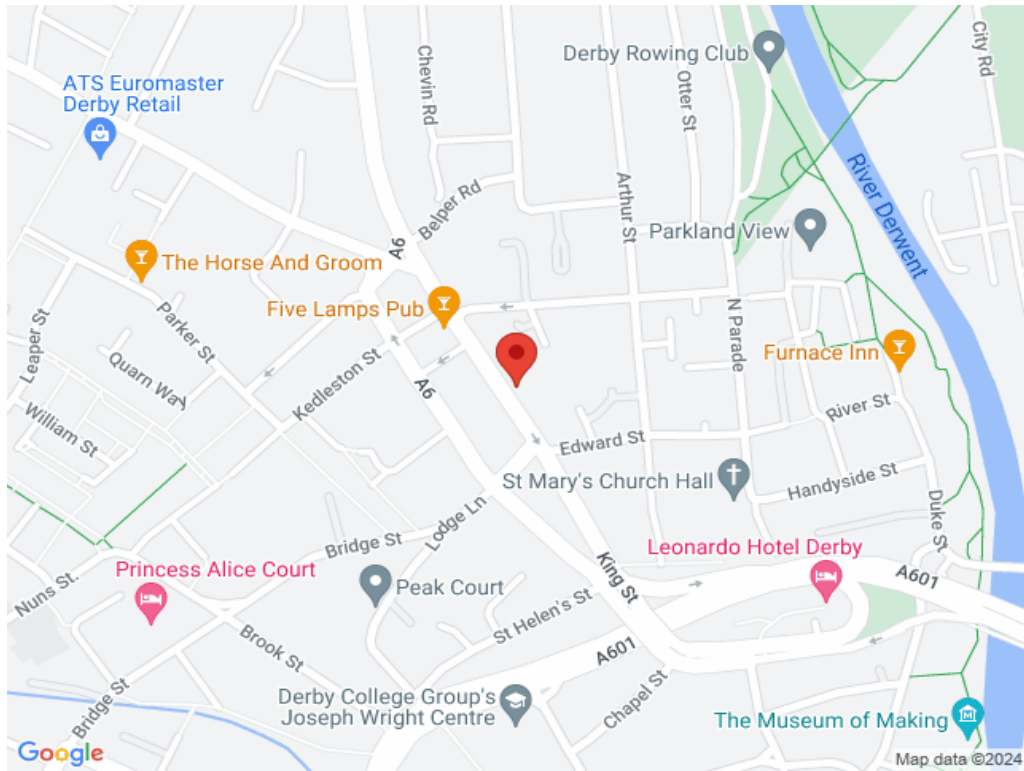 City Rd
Derby Rowing Club
Chevin Rd
Otter St
ATS Euromaster
Derby Retail
River Derwent
Belper Rd
Arthur St
Parkland View
A6
The Horse And Groom
Five Lamps Pub
Parker St
N Parade
Leaper St
Furnace Inn
Quarn Way
Kedleston St
A6
River St
William St
Edward St
St Mary's Church Hall
Handyside St
Duke St
Lodge Ln
Bridge St
Leonardo Hotel Derby
King St
Princess Alice Court
A601
Nuns St.
Peak Court
St Helen's St
Brook St
A601
Chapel St
Bridge St
Derby College Group's
Joseph Wright Centre
The Museum of Making
Google
Map data ©2024